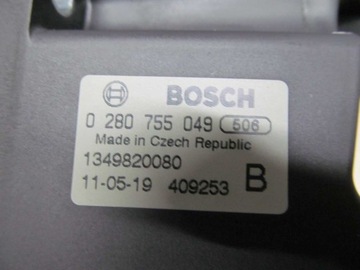 BOSCH
0 280 755 049 506
Made in Czech Republic
1349820080
11-05-19 409253 B